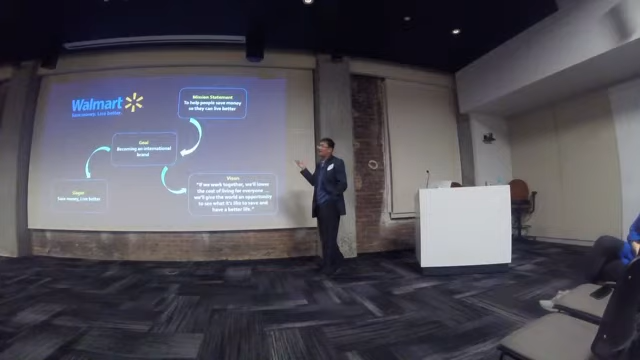 Walmart
Save money. Live better.
Mission Statement
To help people save money
so they can live better
Goal
Becoming an international
brand
Slogan
Save money, Live better
Vision
"If we work together, we'll lower
the cost of living for everyone ...
we'll give the world an opportunity
to see what it's like to save and
have a better life."